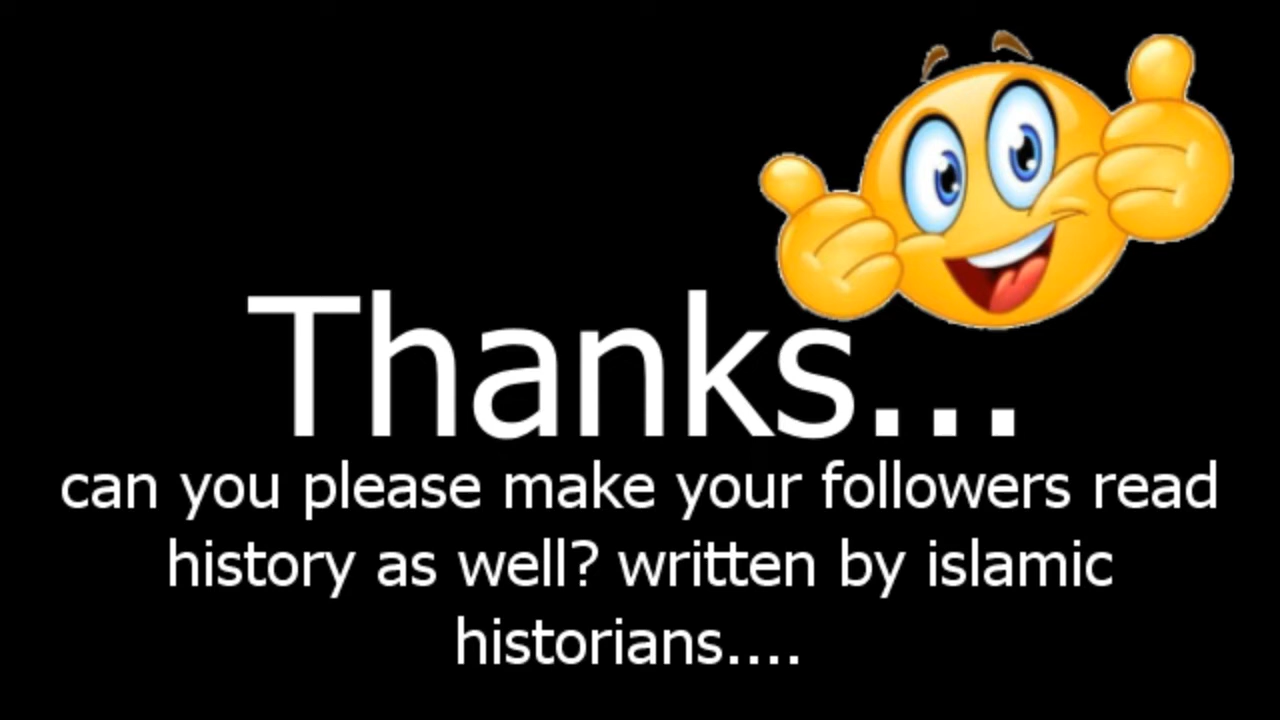 Thanks...
can you please make your followers read
history as well? written by islamic
historians....